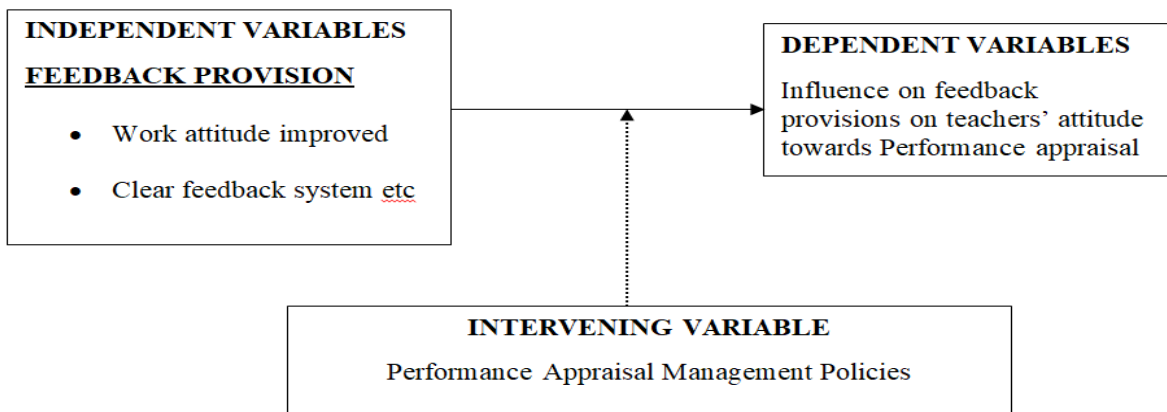 INDEPENDENT VARIABLES
FEEDBACK PROVISION
• Work attitude improved
• Clear feedback system etc
DEPENDENT VARIABLES
Influence on feedback
provisions on teachers’ attitude
towards Performance appraisal
INTERVENING VARIABLE
Performance Appraisal Management Policies